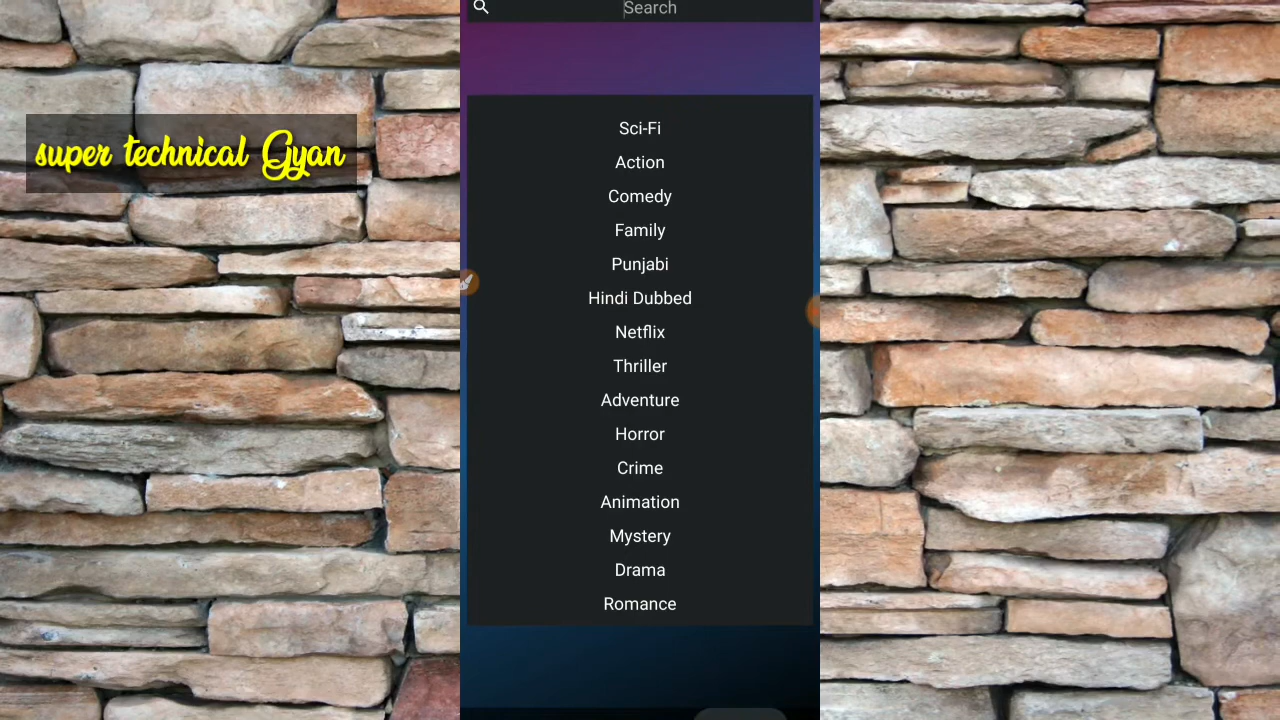 Search
super technical Gyan
Sci-Fi
Action
Comedy
Family
Punjabi
Hindi Dubbed
Netflix
Thriller
Adventure
Horror
Crime
Animation
Mystery
Drama
Romance